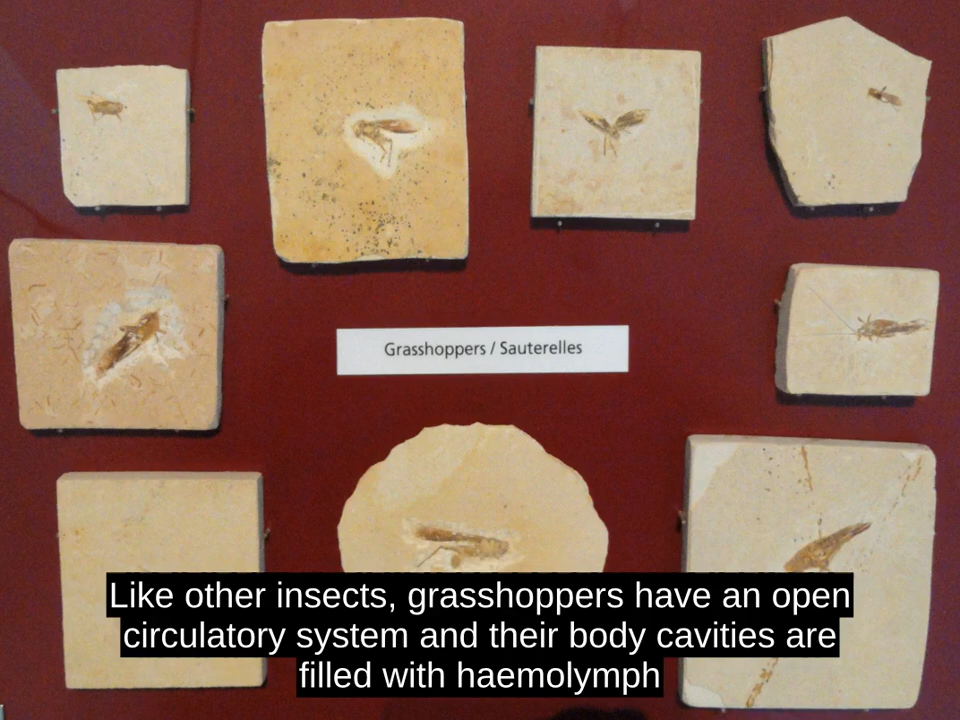 Grasshoppers / Sauterelles
Like other insects, grasshoppers have an open
circulatory system and their body cavities are
filled with haemolymph